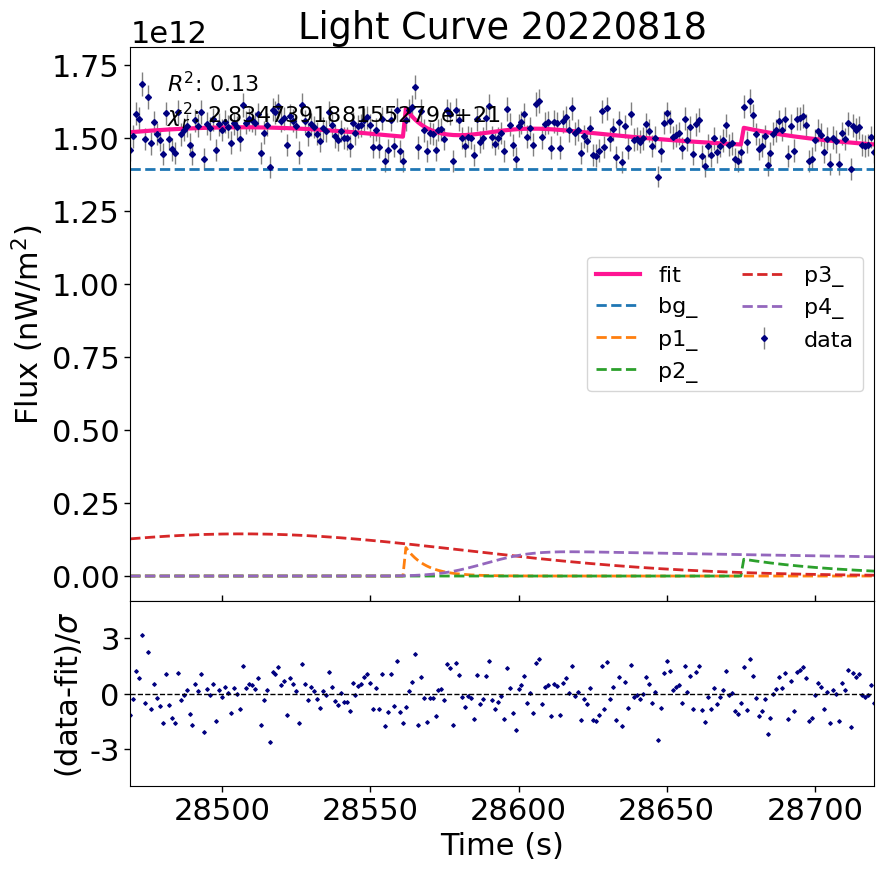 Light Curve 20220818
1e12
R²: 0.13
χ²: 2.834739188155279e+21
1.75
1.50
1.25
1.00
0.75
0.50
0.25
0.00
Flux (nW/m²)
fit
bg_
p1_
p2_
p3_
p4_
data
3
0
-3
(data-fit)/σ
28500 28550 28600 28650 28700
Time (s)